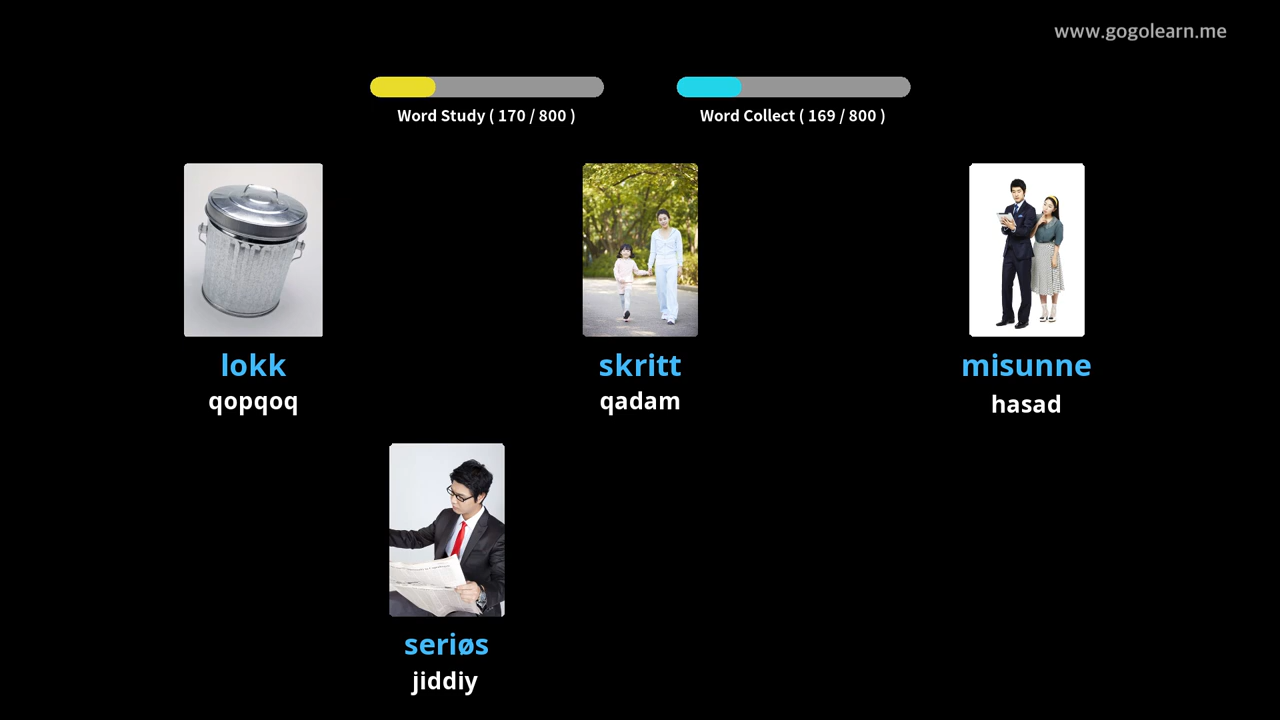 www.gogolearn.me
Word Study ( 170 / 800 )
Word Collect ( 169 / 800 )
lokk
qopqoq
skritt
qadam
misunne
hasad
seriøs
jiddiy